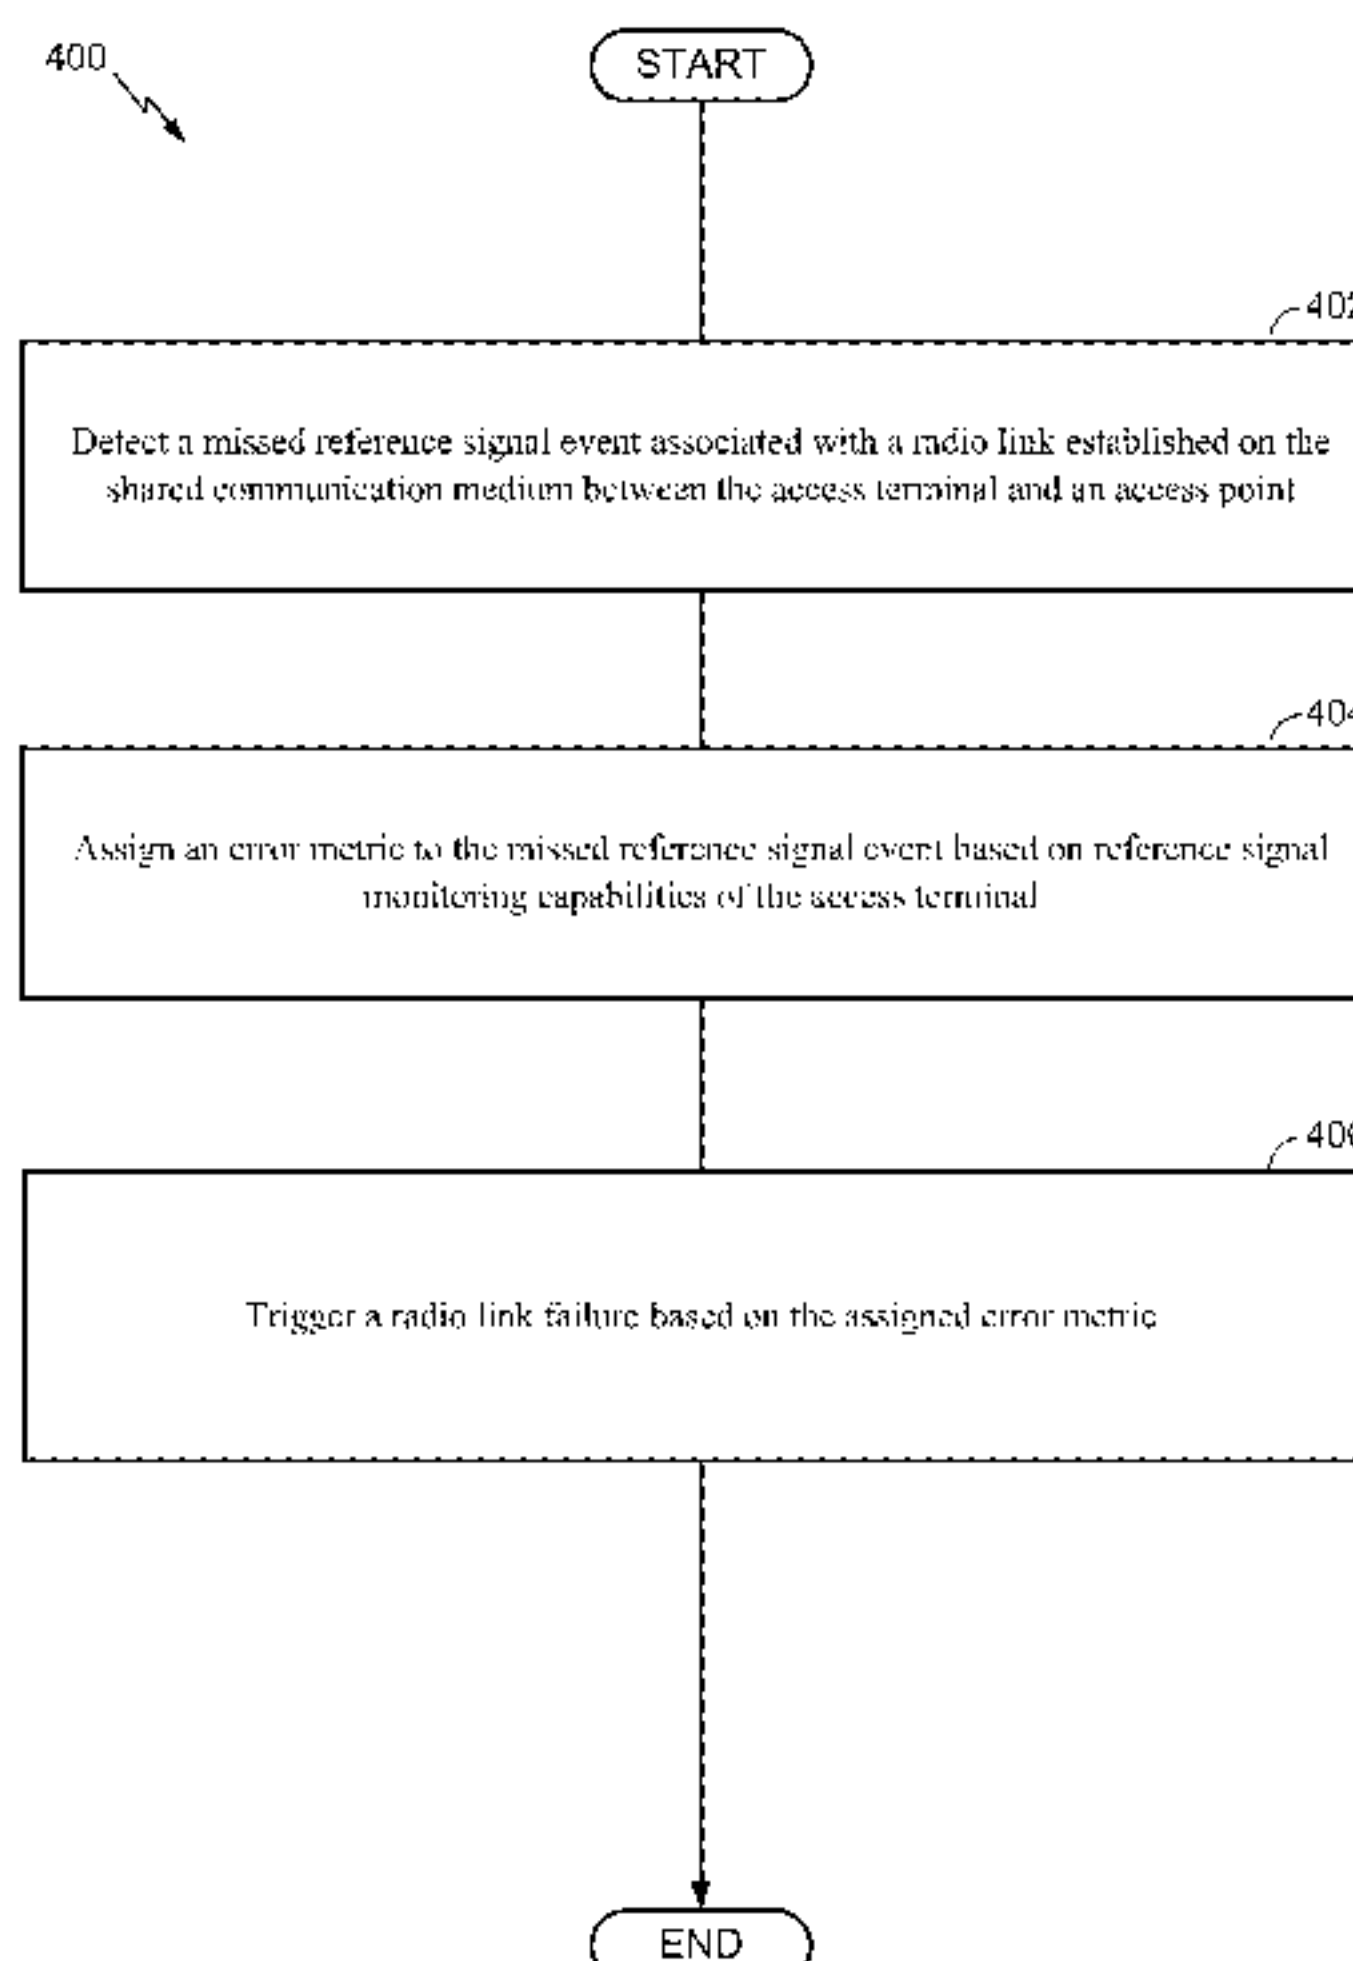 400
START
402
Detect a missed reference signal event associated with a radio link established on the
shared communication medium between the access terminal and an access point
404
Assign an error metric to the missed reference signal event based on reference signal
monitoring capabilities of the access terminal
406
Trigger a radio link failure based on the assigned error metric
END